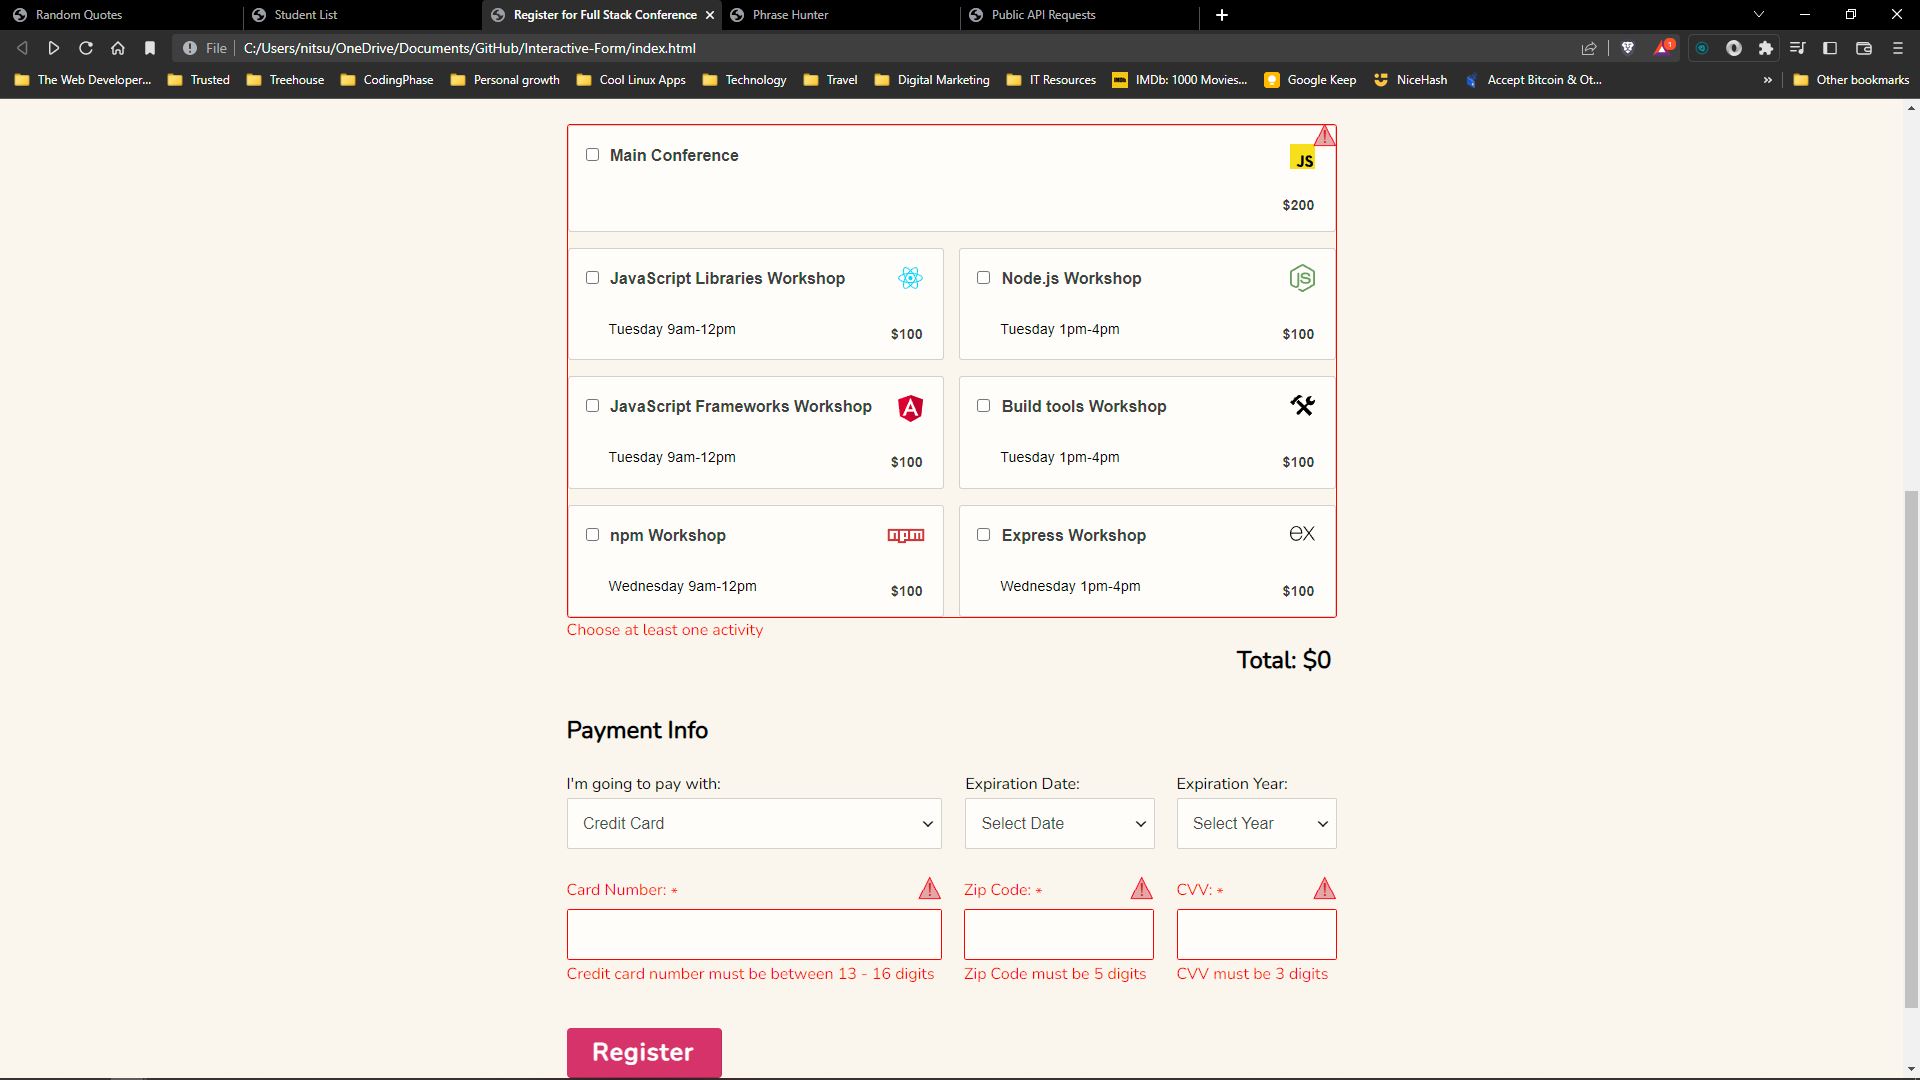 Random Quotes
Student List
Register for Full Stack Conference
Phrase Hunter
Public API Requests
File C:/Users/nitsu/OneDrive/Documents/GitHub/Interactive-Form/index.html
1
The Web Developer... Trusted Treehouse CodingPhase Personal growth Cool Linux Apps Technology Travel Digital Marketing IT Resources IMDb: 1000 Movies... Google Keep NiceHash Accept Bitcoin & Ot... » Other bookmarks
Main Conference
JS
$200
JavaScript Libraries Workshop
Tuesday 9am-12pm
$100
Node.js Workshop
JS
Tuesday 1pm-4pm
$100
JavaScript Frameworks Workshop
A
Tuesday 9am-12pm
$100
Build tools Workshop
Tuesday 1pm-4pm
$100
npm Workshop
npm
Wednesday 9am-12pm
$100
Express Workshop
ex
Wednesday 1pm-4pm
$100
Choose at least one activity
Total: $0
Payment Info
I'm going to pay with: Expiration Date: Expiration Year:
Credit Card Select Date Select Year
Card Number: * Zip Code: * CVV: *
Credit card number must be between 13 - 16 digits Zip Code must be 5 digits CVV must be 3 digits
Register